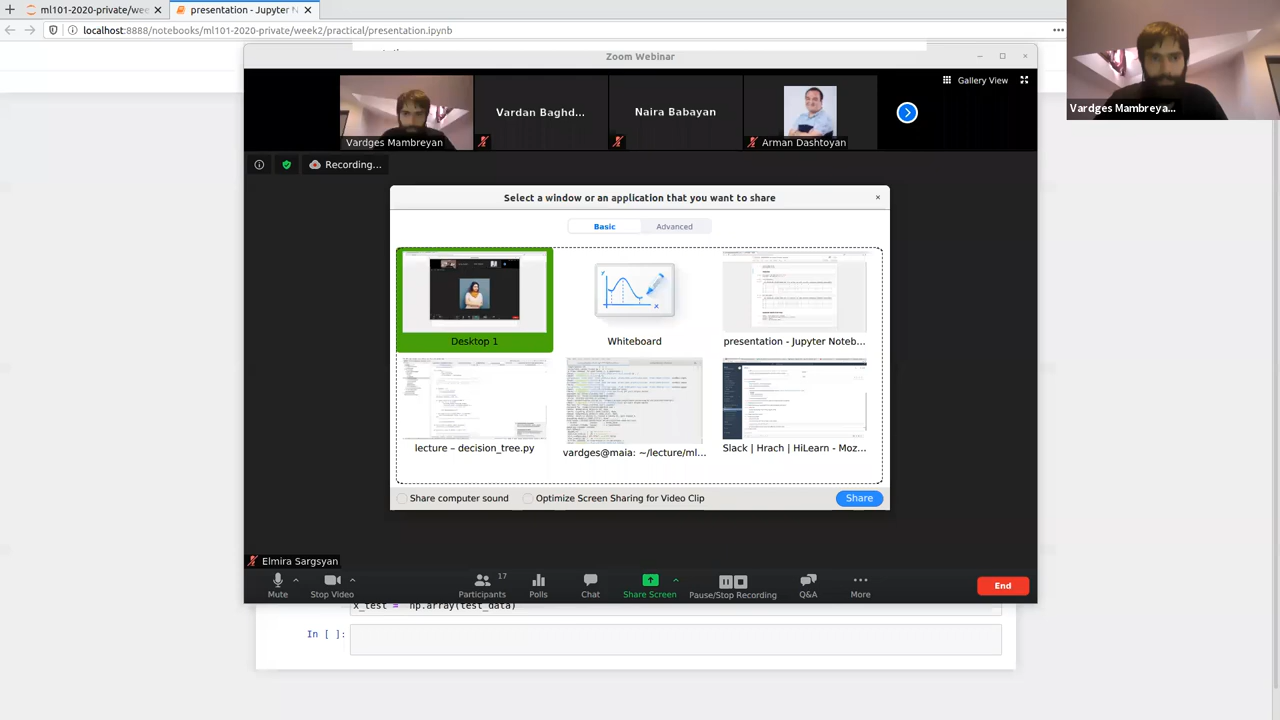 ml101-2020-private/wee
presentation - Jupyter N
localhost:8888/notebooks/ml101-2020-private/week2/practical/presentation.ipynb
Zoom Webinar
Gallery View
Vardges Mambreyan
Vardan Baghd...
Naira Babayan
Arman Dashtoyan
Vardges Mambreya...
Recording...
Select a window or an application that you want to share
Basic
Advanced
Desktop 1
Whiteboard
presentation - Jupyter Noteb...
lecture – decision_tree.py
vardges@maia: ~/lecture/ml...
Slack | Hrach | HiLearn - Moz...
Share computer sound
Optimize Screen Sharing for Video Clip
Share
Elmira Sargsyan
17
Mute
Stop Video
Participants
Polls
Chat
Share Screen
Pause/Stop Recording
Q&A
More
End
x_test = np.array(test_data)
In [ ]: